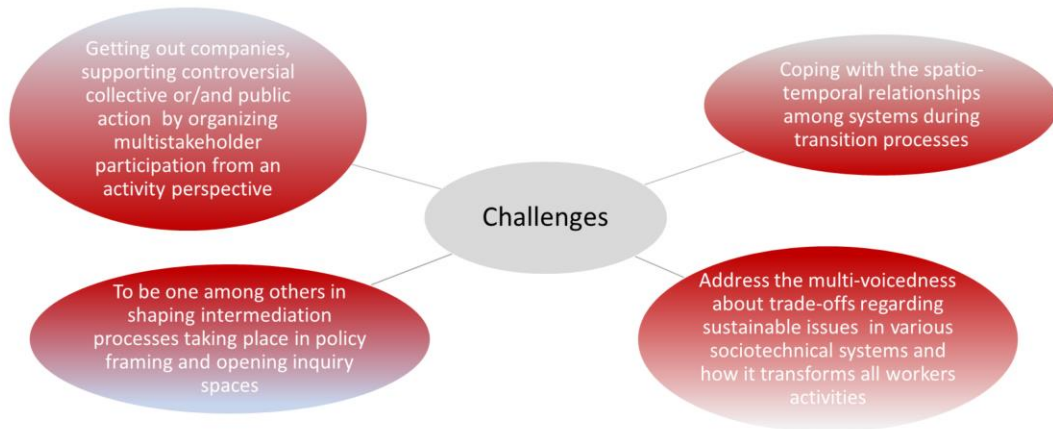 Getting out companies,
supporting controversial
collective or/and public
action by organizing
multistakeholder
participation from an
activity perspective
Coping with the spatio-
temporal relationships
among systems during
transition processes
Challenges
To be one among others in
shaping intermediation
processes taking place in policy
framing and opening inquiry
spaces
Address the multi-voicedness
about trade-offs regarding
sustainable issues in various
sociotechnical systems and
how it transforms all workers
activities